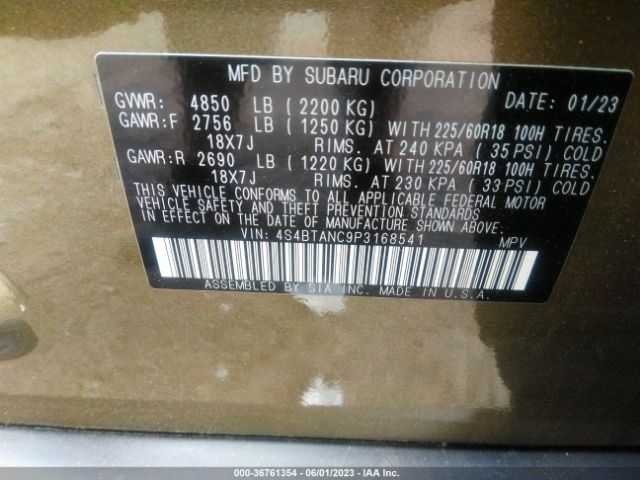 MFD BY SUBARU CORPORATION
GVWR: 4850 LB (2200 KG) DATE: 01/23
GAWR:F 2756 LB (1250 KG) WITH 225/60R18 100H TIRES.
18X7J RIMS. AT 240 KPA (35 PSI) COLD
GAWR:R 2690 LB (1220 KG) WITH 225/60R18 100H TIRES.
18X7J RIMS. AT 230 KPA (33 PSI) COLD
THIS VEHICLE CONFORMS TO ALL APPLICABLE FEDERAL MOTOR
VEHICLE SAFETY AND THEFT PREVENTION STANDARDS
IN EFFECT ON THE DATE OF MANUFACTURE SHOWN ABOVE.
VIN: 4S4BTANC9P3168541 MPV
ASSEMBLED BY SIA INC. MADE IN U.S.A.
000-36761354 | 06/01/2023 - IAA Inc.